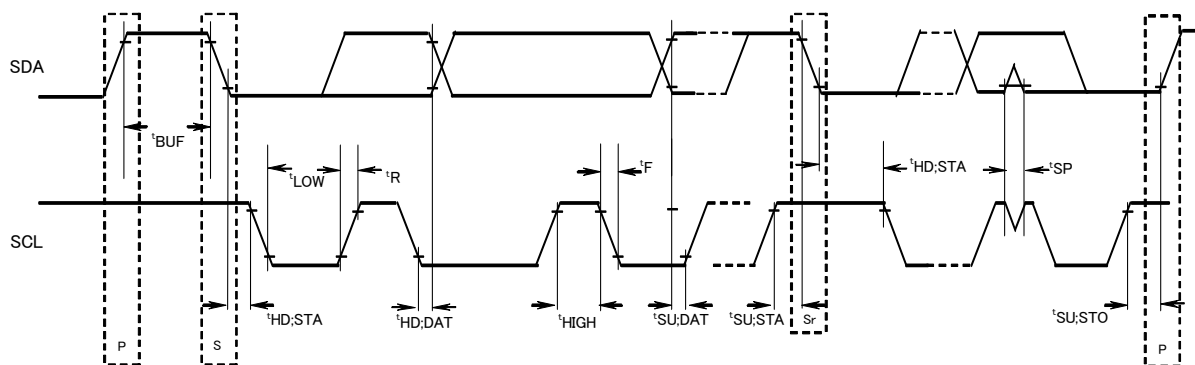 SDA
tBUF
tLOW
tR
tF
tHD;STA
tSP
SCL
tHD;STA
tHD;DAT
tHIGH
tSU;DAT
tSU;STA
Sr
tSU;STO
P
S
P